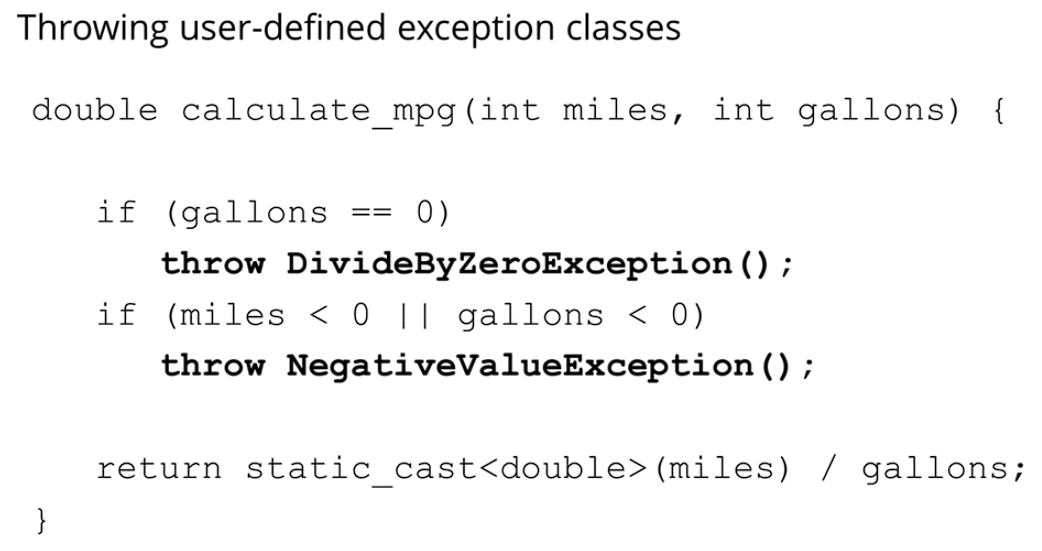 Throwing user-defined exception classes
double calculate_mpg(int miles, int gallons) {
if (gallons == 0)
throw DivideByZeroException();
if (miles < 0 || gallons < 0)
throw NegativeValueException();
return static_cast<double>(miles) / gallons;
}